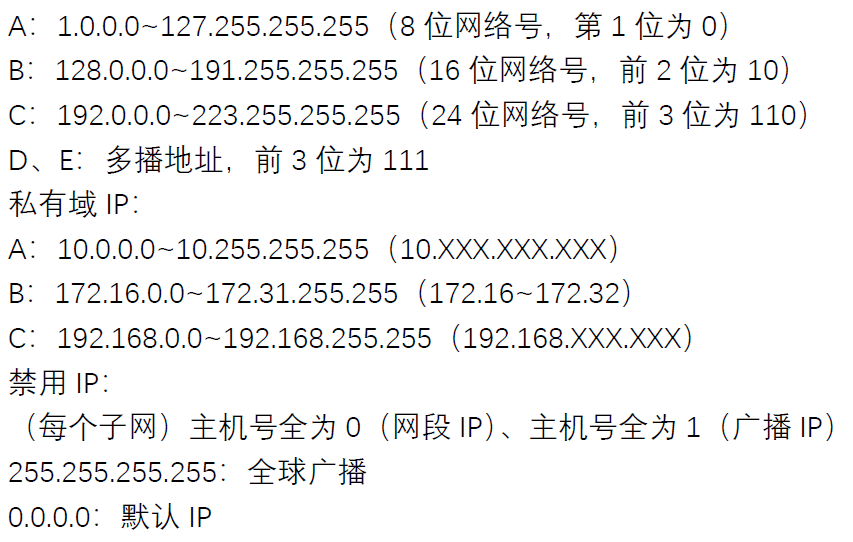 A：1.0.0.0~127.255.255.255（8 位网络号，第 1 位为 0）
B：128.0.0.0~191.255.255.255（16 位网络号，前 2 位为 10）
C：192.0.0.0~223.255.255.255（24 位网络号，前 3 位为 110）
D、E：多播地址，前 3 位为 111
私有域 IP：
A：10.0.0.0~10.255.255.255（10.XXX.XXX.XXX）
B：172.16.0.0~172.31.255.255（172.16~172.32）
C：192.168.0.0~192.168.255.255（192.168.XXX.XXX）
禁用 IP：
（每个子网）主机号全为 0（网段 IP）、主机号全为 1（广播 IP）
255.255.255.255：全球广播
0.0.0.0：默认 IP